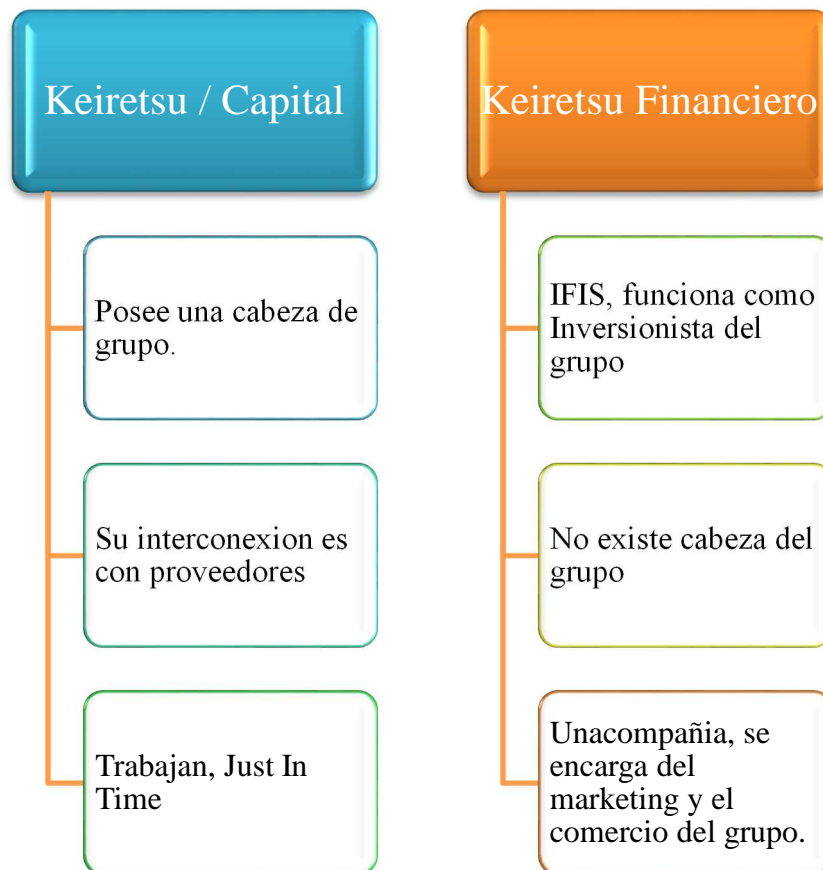 Keiretsu / Capital
Posee una cabeza de
grupo.
Su interconexion es
con proveedores
Trabajan, Just In
Time
Keiretsu Financiero
IFIS, funciona como
Inversionista del
grupo
No existe cabeza del
grupo
Unacompañia, se
encarga del
marketing y el
comercio del grupo.